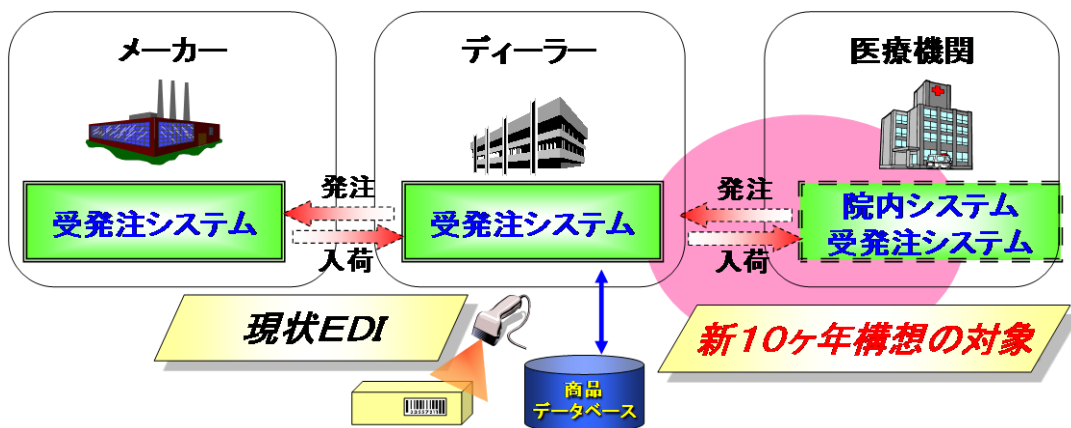 メーカー
ディーラー
医療機関
発注
発注
受発注システム
受発注システム
院内システム
受発注システム
入荷
入荷
現状EDI
新10ヶ年構想の対象
商品
データベース